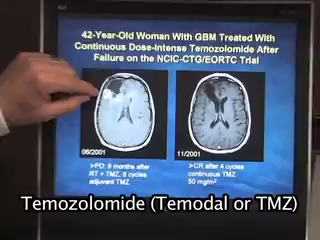 42-Year-Old Woman With GBM Treated With
Continuous Dose-Intense Temozolomide After
Failure on the NCIC-CTG/EORTC Trial
06/2001
11/2001
>PD: 9 months after
RT + TMZ, 8 cycles
adjuvant TMZ
>CR after 4 cycles
continuous TMZ
50 mg/m²
Temozolomide (Temodal or TMZ)